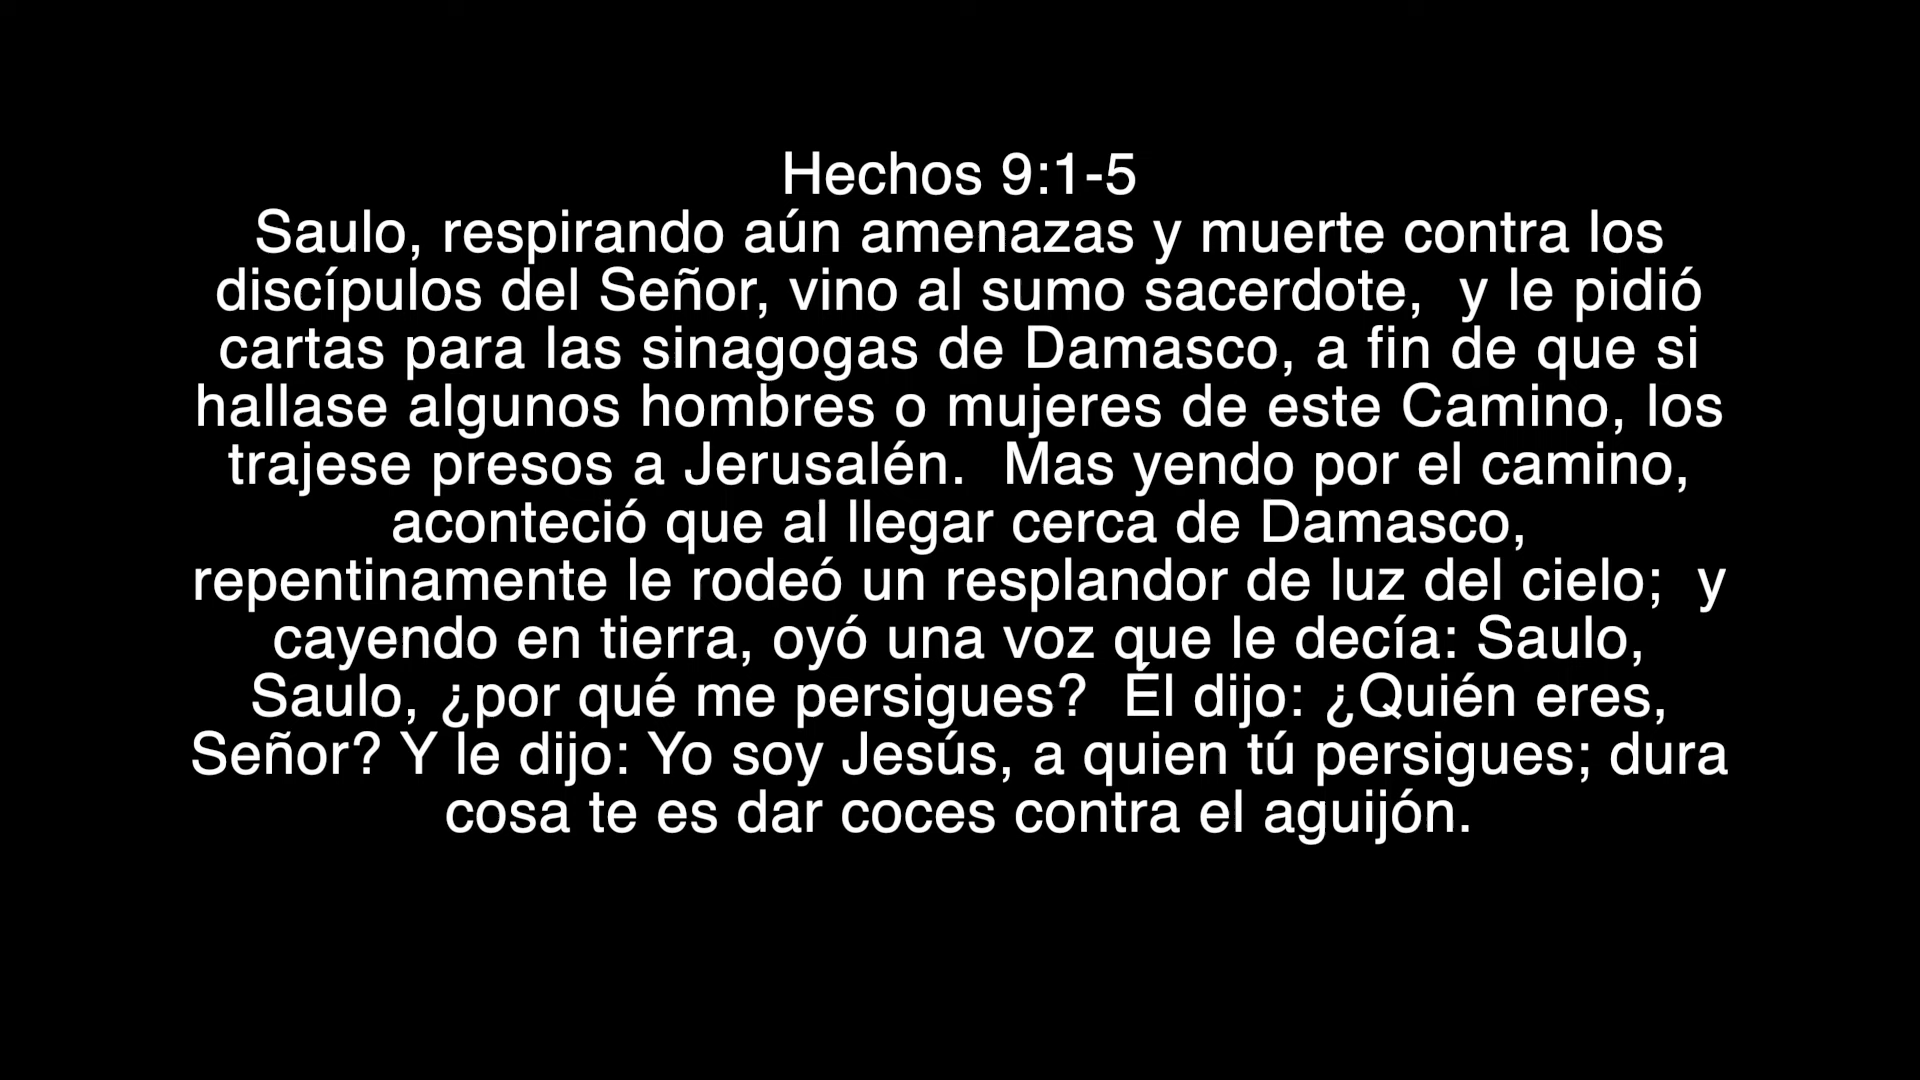 Hechos 9:1-5
Saulo, respirando aún amenazas y muerte contra los
discípulos del Señor, vino al sumo sacerdote,  y le pidió
cartas para las sinagogas de Damasco, a fin de que si
hallase algunos hombres o mujeres de este Camino, los
trajese presos a Jerusalén.  Mas yendo por el camino,
aconteció que al llegar cerca de Damasco,
repentinamente le rodeó un resplandor de luz del cielo;  y
cayendo en tierra, oyó una voz que le decía: Saulo,
Saulo, ¿por qué me persigues?  Él dijo: ¿Quién eres,
Señor? Y le dijo: Yo soy Jesús, a quien tú persigues; dura
cosa te es dar coces contra el aguijón.